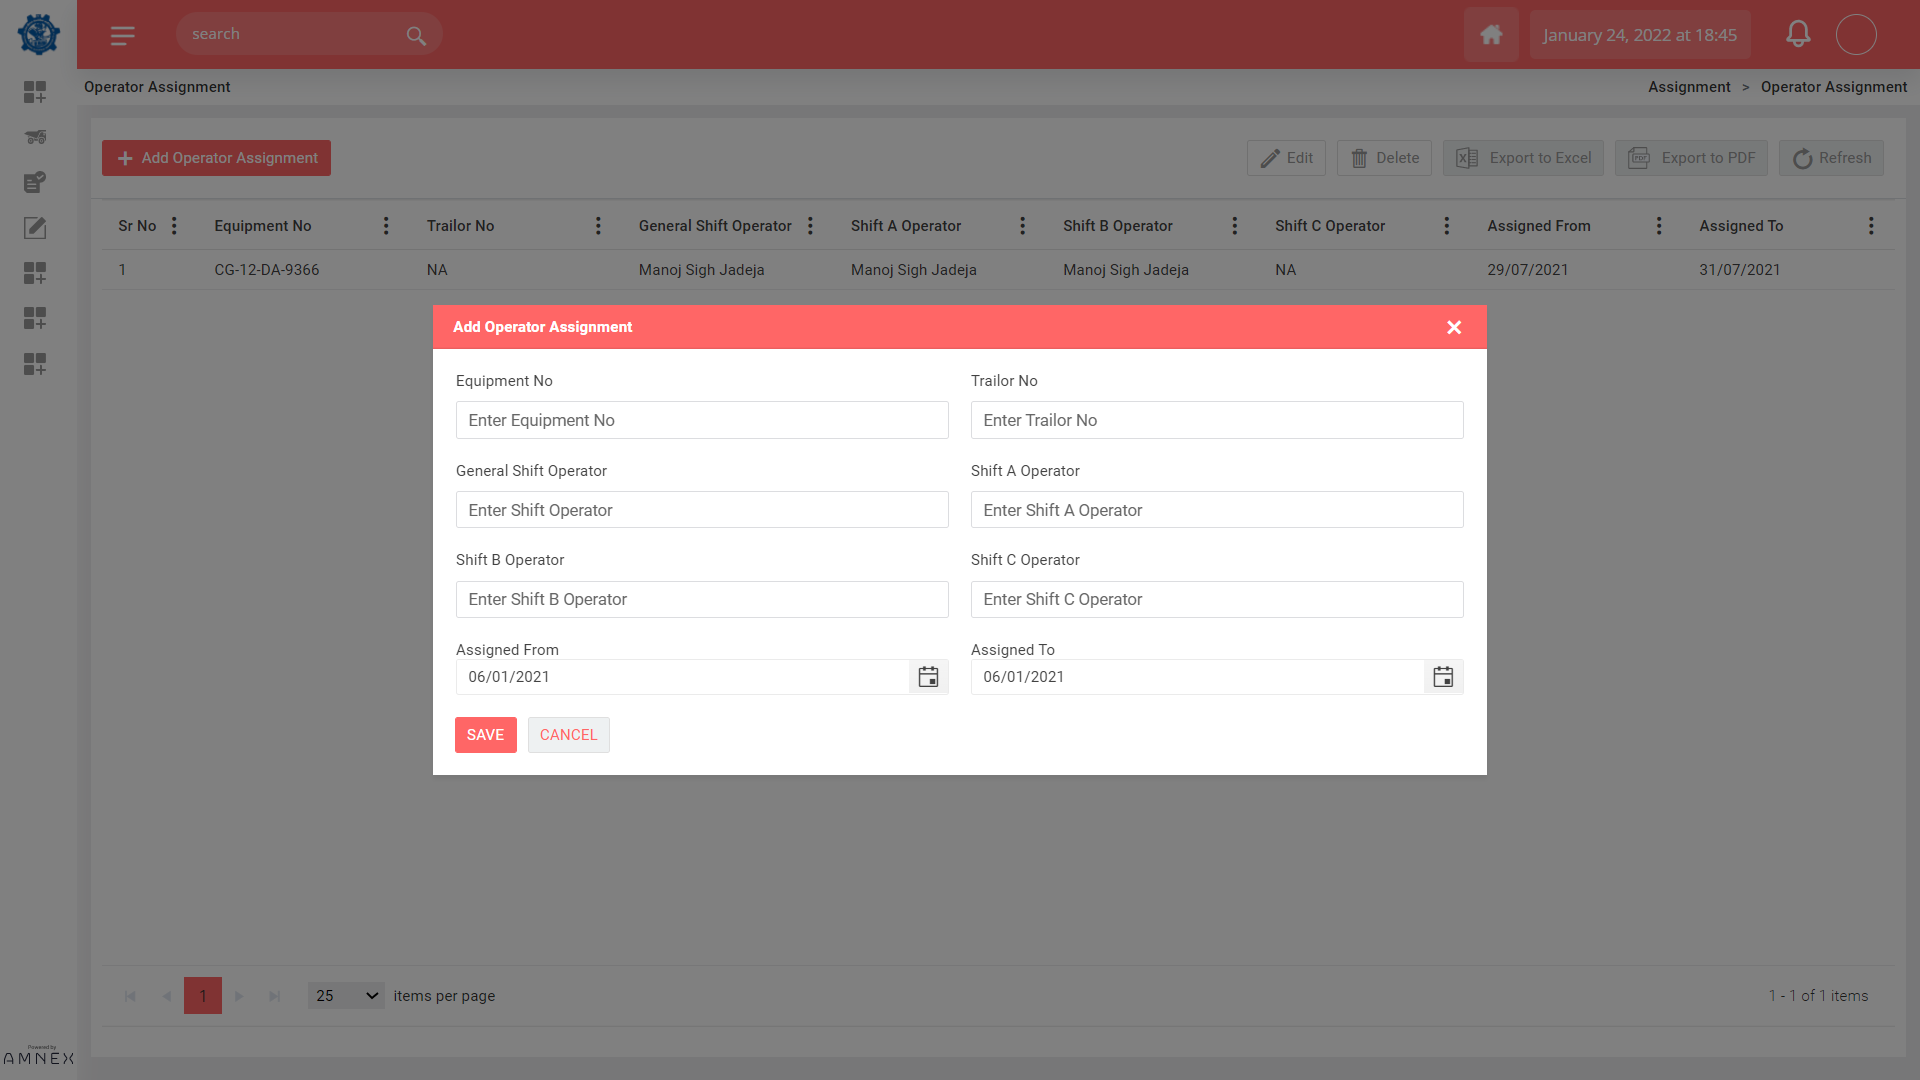 search
January 24, 2022 at 18:45
Operator Assignment
Assignment > Operator Assignment
Add Operator Assignment
Edit
Delete
Export to Excel
Export to PDF
Refresh
Sr No
Equipment No
Trailor No
General Shift Operator
Shift A Operator
Shift B Operator
Shift C Operator
Assigned From
Assigned To
1
CG-12-DA-9366
NA
Manoj Sigh Jadeja
Manoj Sigh Jadeja
Manoj Sigh Jadeja
NA
29/07/2021
31/07/2021
Add Operator Assignment
Equipment No
Trailor No
Enter Equipment No
Enter Trailor No
General Shift Operator
Shift A Operator
Enter Shift Operator
Enter Shift A Operator
Shift B Operator
Shift C Operator
Enter Shift B Operator
Enter Shift C Operator
Assigned From
Assigned To
06/01/2021
06/01/2021
SAVE
CANCEL
1
25
items per page
1 - 1 of 1 items
Powered by
AMNEX